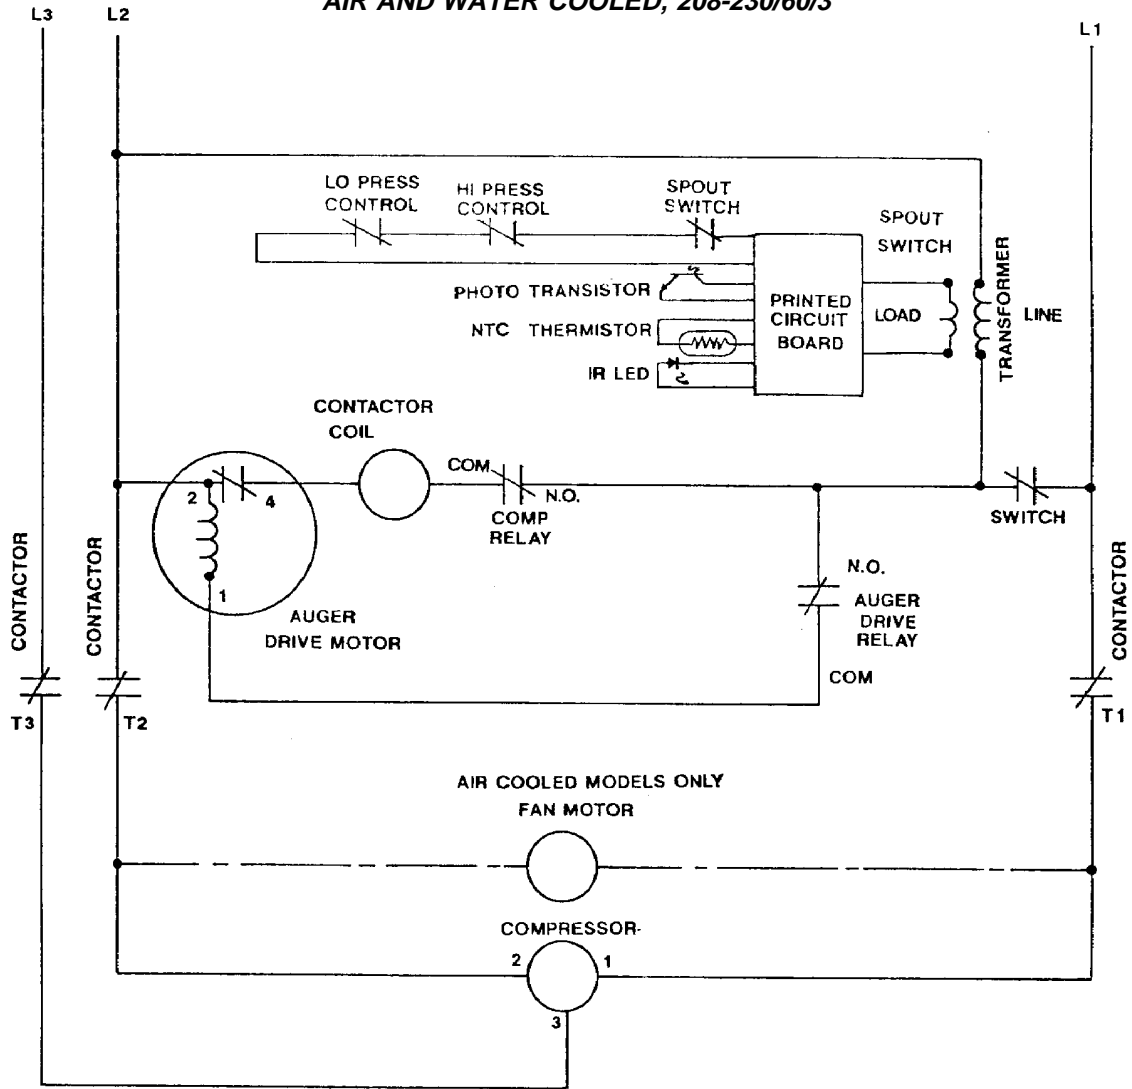 AIR AND WATER COOLED, 208-230/60/3
L3
L2
L1
LO PRESS
CONTROL
HI PRESS
CONTROL
SPOUT
SWITCH
SPOUT
SWITCH
PHOTO TRANSISTOR
NTC THERMISTOR
IR LED
PRINTED
CIRCUIT
BOARD
LOAD
TRANSFORMER
LINE
CONTACTOR
COIL
COM
N.O.
COMP
RELAY
2
4
1
SWITCH
AUGER
DRIVE MOTOR
N.O.
AUGER
DRIVE
RELAY
COM
CONTACTOR
CONTACTOR
CONTACTOR
T3
T2
T1
AIR COOLED MODELS ONLY
FAN MOTOR
COMPRESSOR-
2
1
3